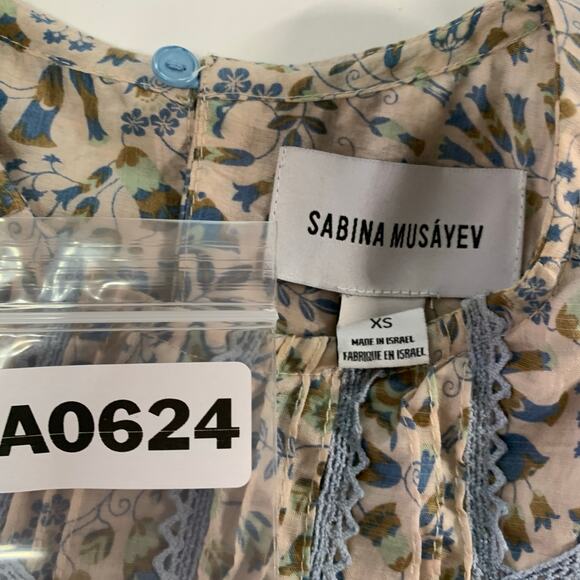 SABINA MUSÁYEV
XS
MADE IN ISRAEL
FABRIQUE EN ISRAEL
A0624